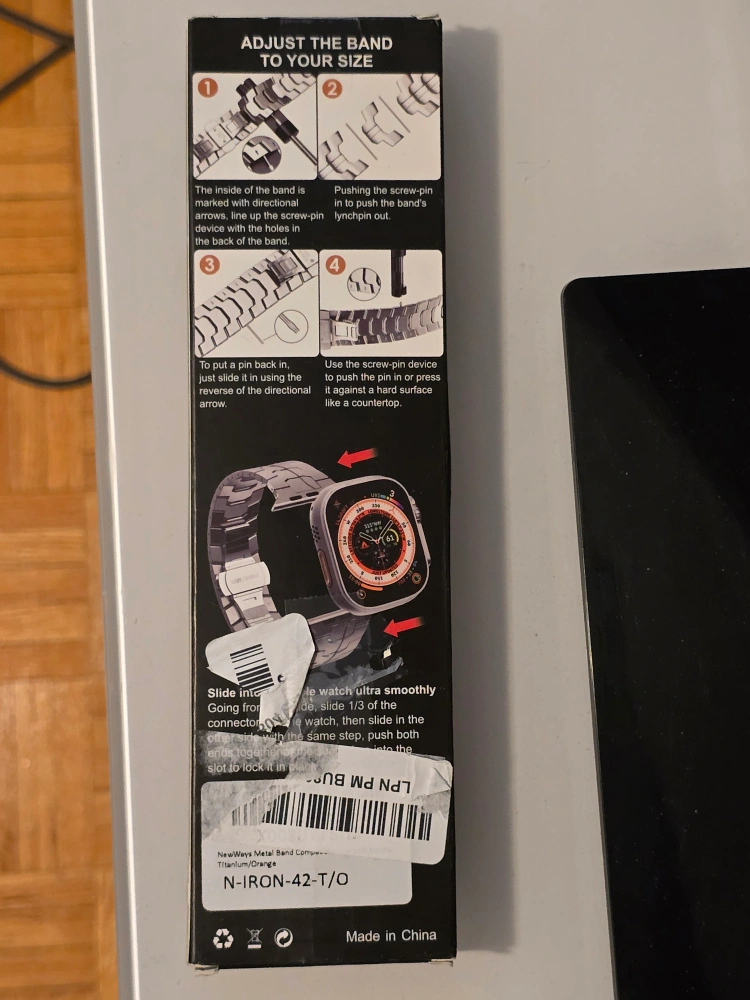 ADJUST THE BAND
TO YOUR SIZE
1
2
The inside of the band is
marked with directional
arrows, line up the screw-pin
device with the holes in
the back of the band.
Pushing the screw-pin
in to push the band's
lynchpin out.
3
4
To put a pin back in,
just slide it in using the
reverse of the directional
arrow.
Use the screw-pin device
to push the pin in or press
it against a hard surface
like a countertop.
3
61
Slide watch ultra smoothly
Going slide 1/3 of the
connector watch, then slide in the
other side with the same step, push both
ends the
slot to lock it in
LPN PM
NewWays Metal Band
Titanium/Orange
N-IRON-42-T/O
Made in China